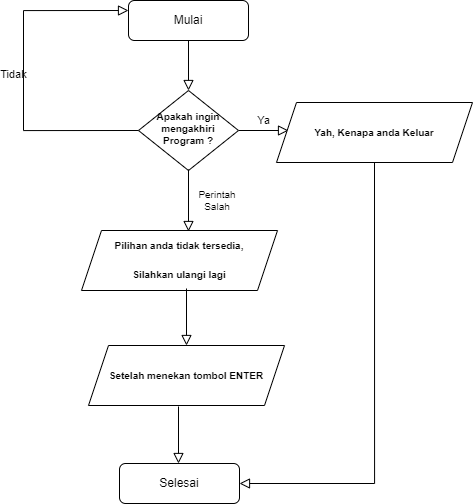 Mulai
Tidak
Apakah ingin
mengakhiri
Program ?
Ya
Yah, Kenapa anda Keluar
Perintah
Salah
Pilihan anda tidak tersedia,
Silahkan ulangi lagi
Setelah menekan tombol ENTER
Selesai